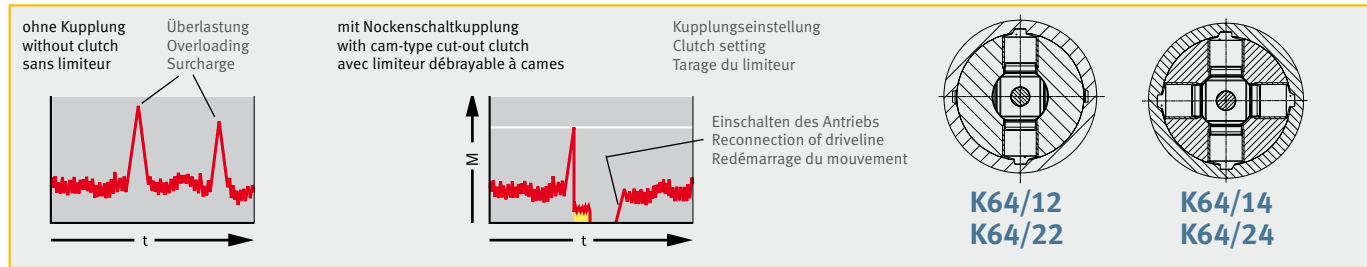 ohne Kupplung
without clutch
sans limiteur
Überlastung
Overloading
Surcharge
t
mit Nockenschaltkupplung
with cam-type cut-out clutch
avec limiteur débrayable à cames
Kupplungseinstellung
Clutch setting
Tarage du limiteur
M
Einschalten des Antriebs
Reconnection of driveline
Redémarrage du mouvement
t
K64/12
K64/22
K64/14
K64/24